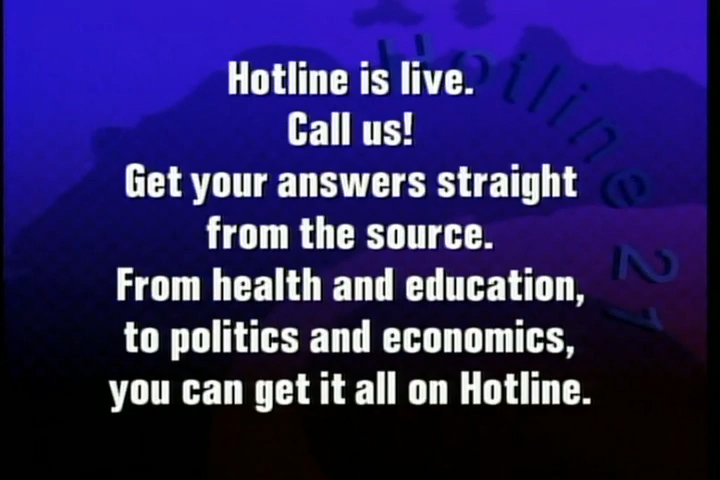 Hotline is live.
Call us!
Get your answers straight
from the source.
From health and education,
to politics and economics,
you can get it all on Hotline.
Hotline 21